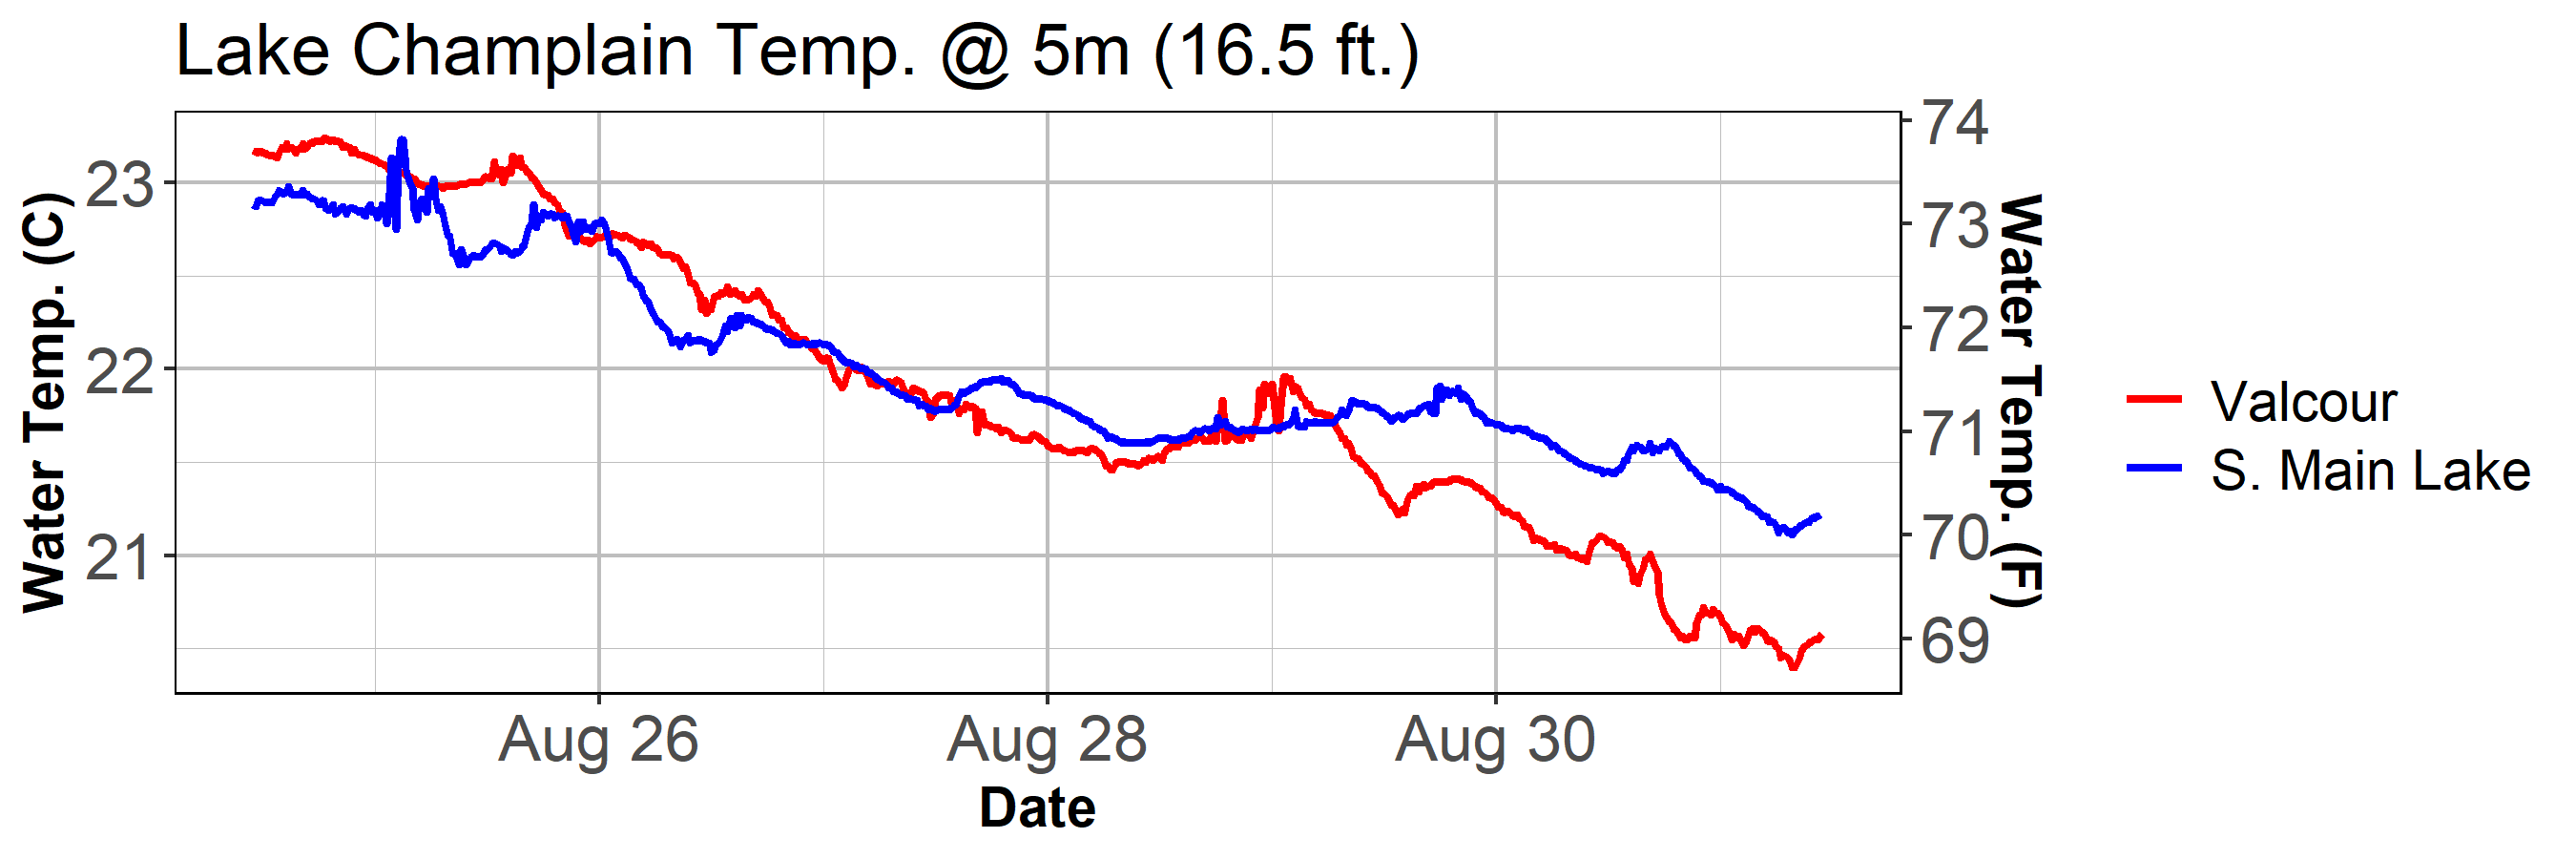 Lake Champlain Temp. @ 5m (16.5 ft.)
Water Temp. (C)
23
22
21
74
73
72
71
70
69
Water Temp. (F)
Aug 26
Aug 28
Aug 30
Date
Valcour
S. Main Lake